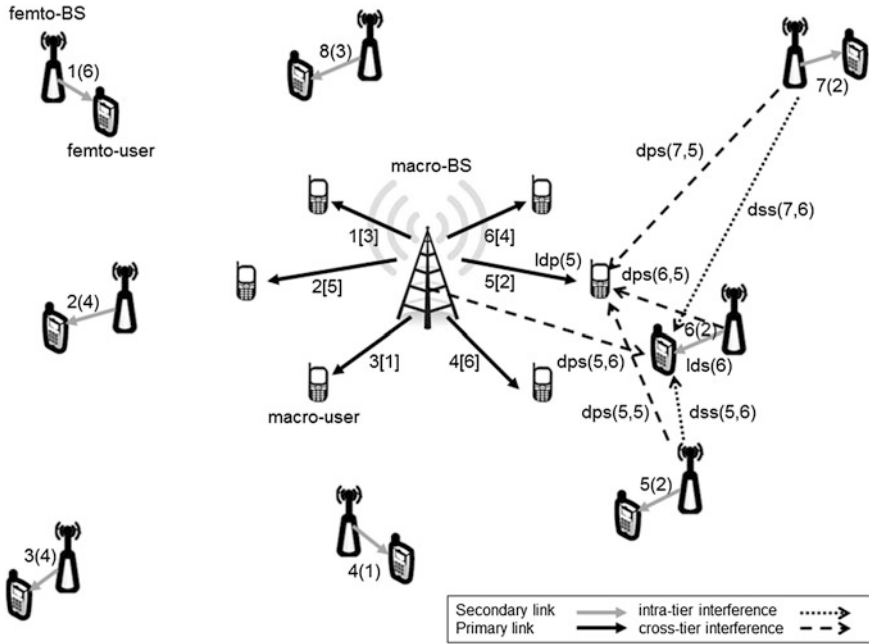 femto-BS
1(6)
femto-user
8(3)
7(2)
macro-BS
dps(7,5)
dss(7,6)
1[3]
6[4]
ldp(5)
2[5]
5[2]
dps(6,5)
2(4)
6(2)
lds(6)
3[1]
4[6]
dps(5,6)
macro-user
dps(5,5)
dss(5,6)
5(2)
3(4)
4(1)
Secondary link
intra-tier interference
Primary link
cross-tier interference